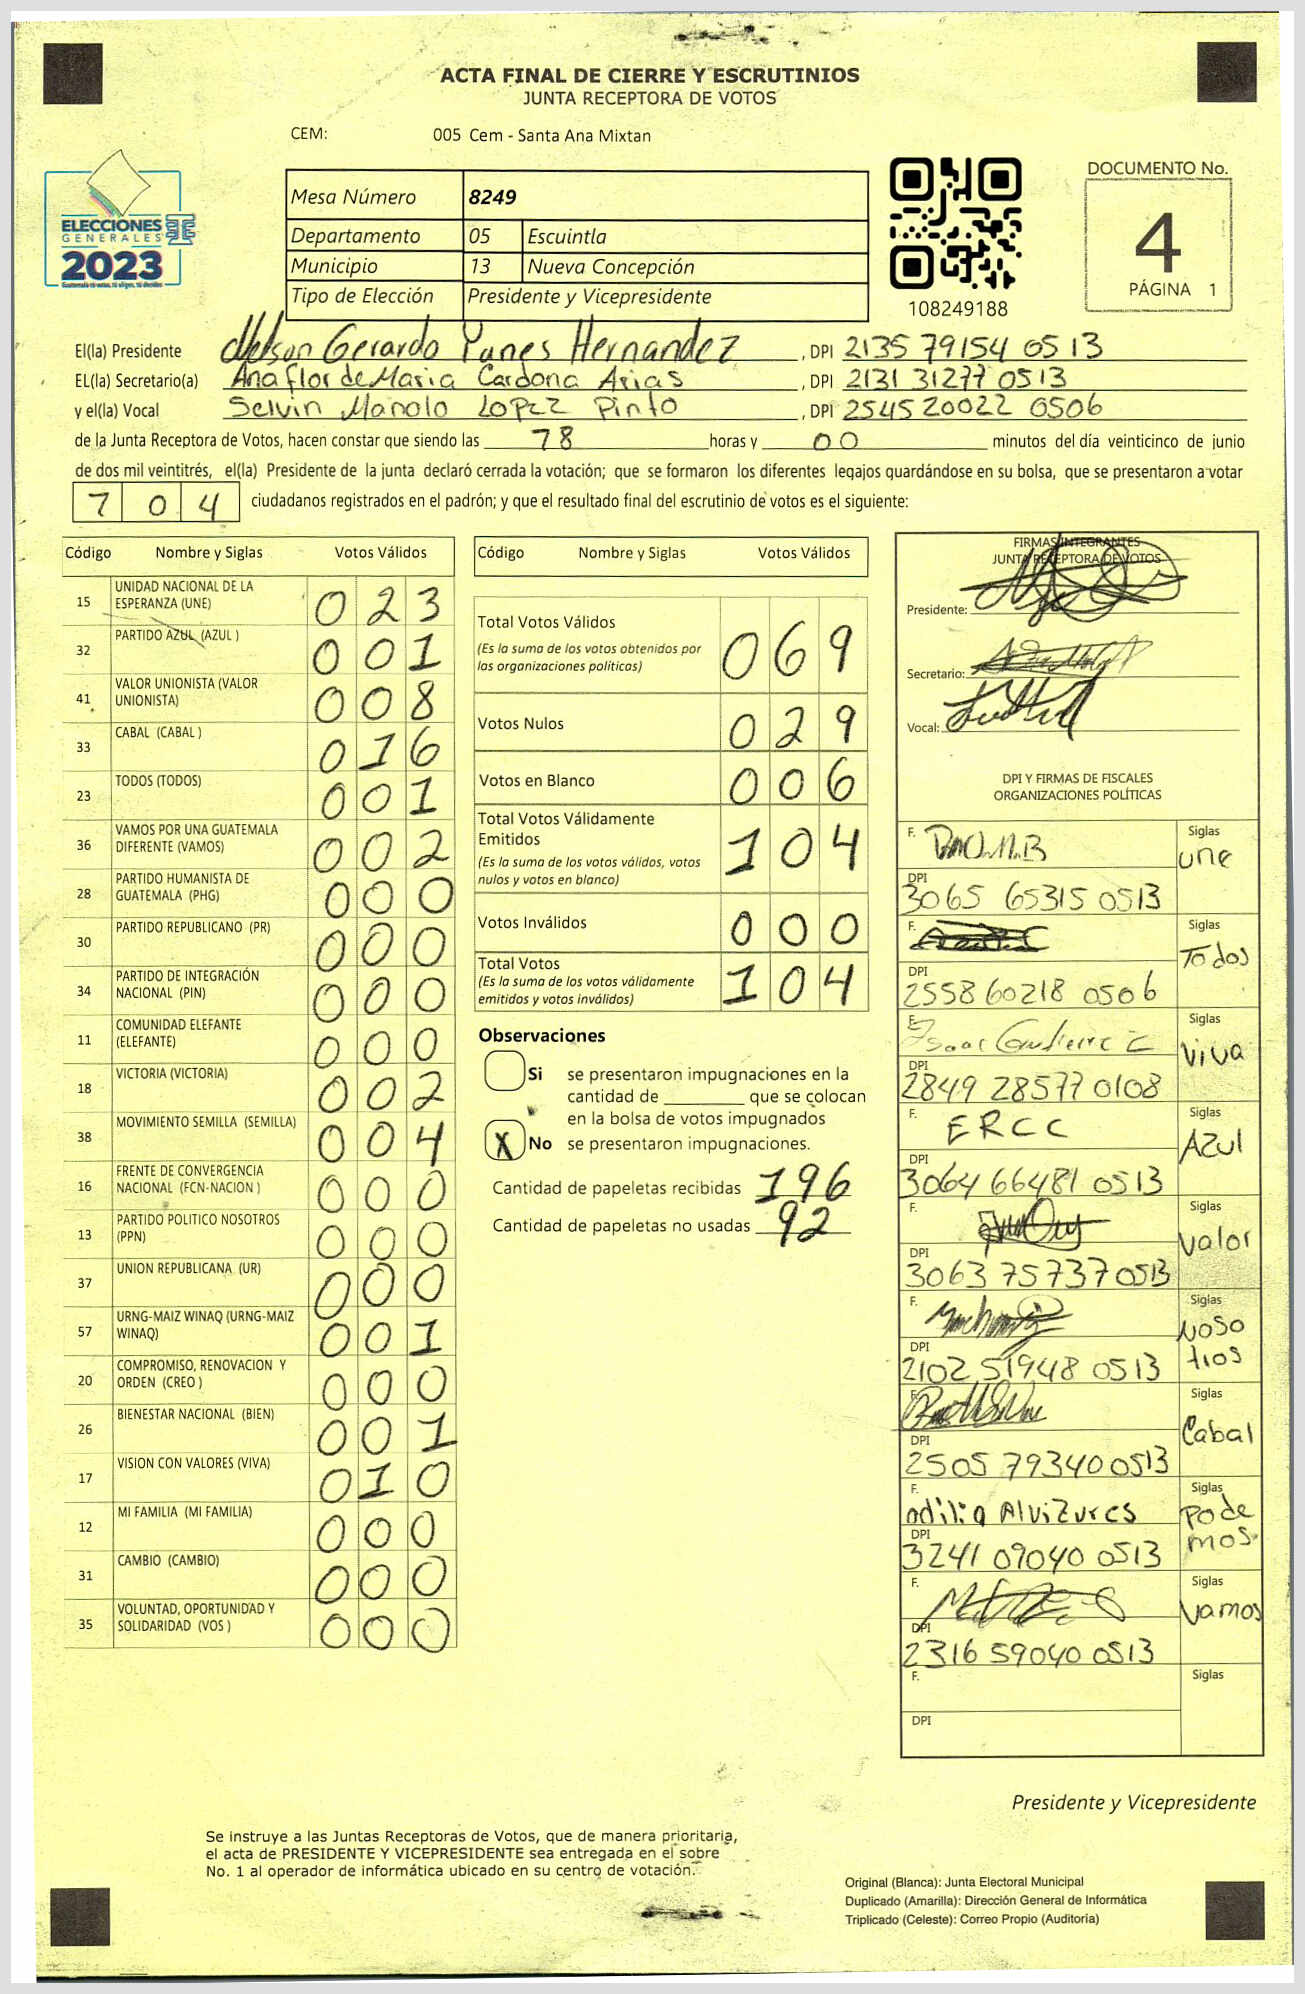 ACTA FINAL DE CIERRE Y ESCRUTINIOS
JUNTA RECEPTORA DE VOTOS
CEM: 005 Cem - Santa Ana Mixtan
ELECCIONES
GENERALES
2023
Mesa Número 8249
Departamento 05 Escuintla
Municipio 13 Nueva Concepción
Tipo de Elección Presidente y Vicepresidente
108249188
DOCUMENTO No.
4
PÁGINA 1
El(la) Presidente Nelson Gerardo Yanes Hernandez , DPI 2135 79154 0513
EL(la) Secretario(a) Ana flor de Maria Cardona Arias , DPI 2131 31277 0513
y el(la) Vocal Selvin Manolo Lopez Pinto , DPI 2545 20022 0506
de la Junta Receptora de Votos, hacen constar que siendo las 78 horas y 00 minutos del día veinticinco de junio
de dos mil veintitrés, el(la) Presidente de la junta declaró cerrada la votación; que se formaron los diferentes legajos guardándose en su bolsa, que se presentaron a votar
704 ciudadanos registrados en el padrón; y que el resultado final del escrutinio de votos es el siguiente:
Código Nombre y Siglas Votos Válidos
15 UNIDAD NACIONAL DE LA ESPERANZA (UNE) 023
32 PARTIDO AZUL (AZUL ) 001
41 VALOR UNIONISTA (VALOR UNIONISTA) 008
33 CABAL (CABAL ) 016
23 TODOS (TODOS) 001
36 VAMOS POR UNA GUATEMALA DIFERENTE (VAMOS) 002
28 PARTIDO HUMANISTA DE GUATEMALA (PHG) 000
30 PARTIDO REPUBLICANO (PR) 000
34 PARTIDO DE INTEGRACIÓN NACIONAL (PIN) 000
11 COMUNIDAD ELEFANTE (ELEFANTE) 000
18 VICTORIA (VICTORIA) 002
38 MOVIMIENTO SEMILLA (SEMILLA) 004
16 FRENTE DE CONVERGENCIA NACIONAL (FCN-NACION ) 000
13 PARTIDO POLITICO NOSOTROS (PPN) 000
37 UNION REPUBLICANA (UR) 000
57 URNG-MAIZ WINAQ (URNG-MAIZ WINAQ) 001
20 COMPROMISO, RENOVACION Y ORDEN (CREO ) 000
26 BIENESTAR NACIONAL (BIEN) 001
17 VISION CON VALORES (VIVA) 010
12 MI FAMILIA (MI FAMILIA) 000
31 CAMBIO (CAMBIO) 000
35 VOLUNTAD, OPORTUNIDAD Y SOLIDARIDAD (VOS ) 000
Código Nombre y Siglas Votos Válidos
Total Votos Válidos 069
(Es la suma de los votos obtenidos por
las organizaciones políticas)
Votos Nulos 029
Votos en Blanco 006
Total Votos Válidamente
Emitidos 104
(Es la suma de los votos válidos, votos
nulos y votos en blanco)
Votos Inválidos 000
Total Votos 104
(Es la suma de los votos válidamente
emitidos y votos inválidos)
Observaciones
Si se presentaron impugnaciones en la
cantidad de ________ que se colocan
en la bolsa de votos impugnados
X No se presentaron impugnaciones.
Cantidad de papeletas recibidas 196
Cantidad de papeletas no usadas 92
FIRMAS INTEGRANTES
JUNTA RECEPTORA DE VOTOS
Presidente:
Secretario:
Vocal:
DPI Y FIRMAS DE FISCALES
ORGANIZACIONES POLÍTICAS
F. Siglas une
DPI 3065 65315 0513
F. Siglas Todos
DPI 2558 60218 0506
F. Isaac Gutierrez Siglas viva
DPI 2849 28577 0108
F. ERCC Siglas AZul
DPI 3064 66481 0513
F. Siglas valor
DPI 3063 75737 0513
F. Siglas Noso tros
DPI 2102 51948 0513
F. Siglas Cabal
DPI 2505 79340 0513
F. odilia AlviZures Siglas Pode mos
DPI 3241 09040 0513
F. Siglas vamos
DPI 2316 59040 0513
F. Siglas
DPI
Presidente y Vicepresidente
Se instruye a las Juntas Receptoras de Votos, que de manera prioritaria,
el acta de PRESIDENTE Y VICEPRESIDENTE sea entregada en el sobre
No. 1 al operador de informática ubicado en su centro de votación.
Original (Blanca): Junta Electoral Municipal
Duplicado (Amarilla): Dirección General de Informática
Triplicado (Celeste): Correo Propio (Auditoría)